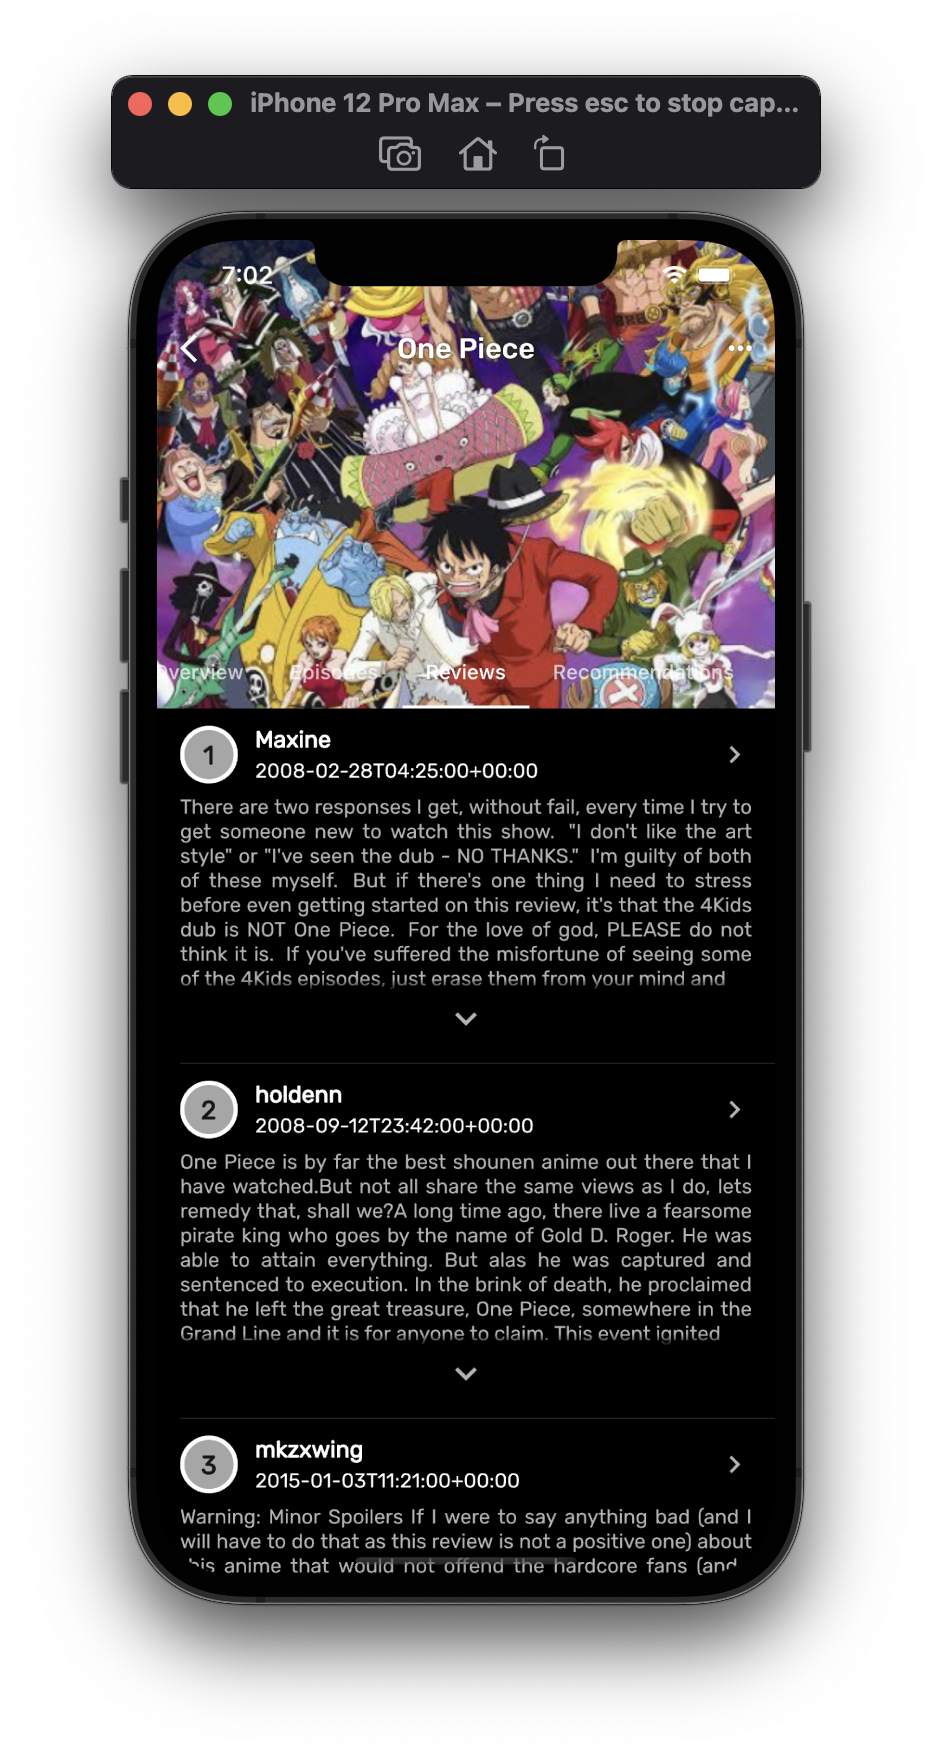 iPhone 12 Pro Max – Press esc to stop cap...
7:02
One Piece
Overview Episodes Reviews Recommendations
1
Maxine
2008-02-28T04:25:00+00:00
There are two responses I get, without fail, every time I try to
get someone new to watch this show. "I don't like the art
style" or "I've seen the dub - NO THANKS." I'm guilty of both
of these myself. But if there's one thing I need to stress
before even getting started on this review, it's that the 4Kids
dub is NOT One Piece. For the love of god, PLEASE do not
think it is. If you've suffered the misfortune of seeing some
of the 4Kids episodes, just erase them from your mind and
2
holdenn
2008-09-12T23:42:00+00:00
One Piece is by far the best shounen anime out there that I
have watched.But not all share the same views as I do, lets
remedy that, shall we?A long time ago, there live a fearsome
pirate king who goes by the name of Gold D. Roger. He was
able to attain everything. But alas he was captured and
sentenced to execution. In the brink of death, he proclaimed
that he left the great treasure, One Piece, somewhere in the
Grand Line and it is for anyone to claim. This event ignited
3
mkzxwing
2015-01-03T11:21:00+00:00
Warning: Minor Spoilers If I were to say anything bad (and I
will have to do that as this review is not a positive one) about
this anime that would not offend the hardcore fans (and